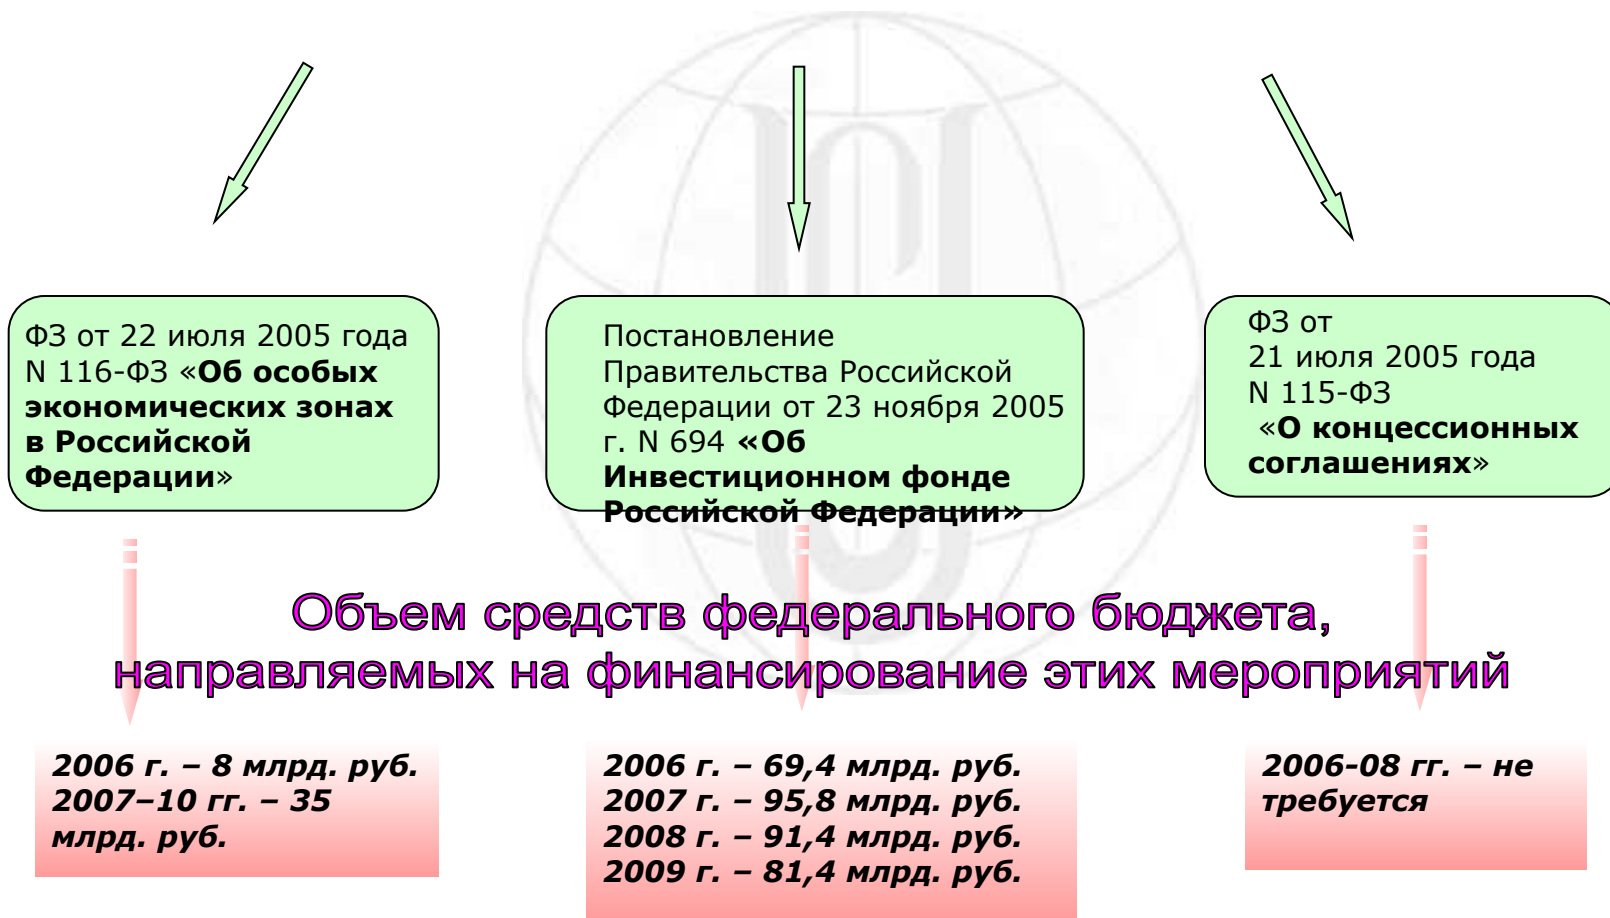 ФЗ от 22 июля 2005 года
N 116-ФЗ «Об особых
экономических зонах
в Российской
Федерации»
Постановление
Правительства Российской
Федерации от 23 ноября 2005
г. N 694 «Об
Инвестиционном фонде
Российской Федерации»
ФЗ от
21 июля 2005 года
N 115-ФЗ
«О концессионных
соглашениях»
Объем средств федерального бюджета,
направляемых на финансирование этих мероприятий
2006 г. – 8 млрд. руб.
2007–10 гг. – 35
млрд. руб.
2006 г. – 69,4 млрд. руб.
2007 г. – 95,8 млрд. руб.
2008 г. – 91,4 млрд. руб.
2009 г. – 81,4 млрд. руб.
2006-08 гг. – не
требуется